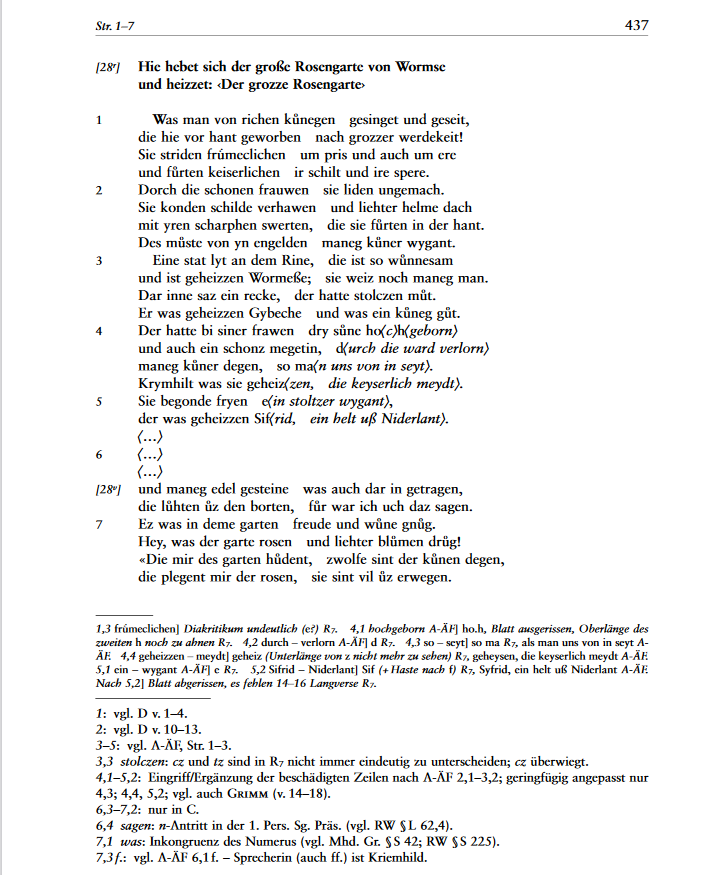 Str. 1–7 437
[28r] Hie hebet sich der große Rosengarte von Wormse
und heizzet: ‹Der grozze Rosengarte›
1 Was man von richen kůnegen gesinget und geseit,
die hie vor hant geworben nach grozzer werdekeit!
Sie striden frúmeclichen um pris und auch um ere
und fůrten keiserlichen ir schilt und ire spere.
2 Dorch die schonen frauwen sie liden ungemach.
Sie konden schilde verhawen und liehter helme dach
mit yren scharphen swerten, die sie fůrten in der hant.
Des můste von yn engelden maneg kůner wygant.
3 Eine stat lyt an dem Rine, die ist so wůnnesam
und ist geheizzen Wormeße; sie weiz noch maneg man.
Dar inne saz ein recke, der hatte stolczen můt.
Er was geheizzen Gybeche und was ein kůneg gůt.
4 Der hatte bi siner frawen dry sůne ho⟨c⟩h⟨geborn⟩
und auch ein schonz megetin, d⟨urch die ward verlorn⟩
maneg kůner degen, so ma⟨n uns von in seyt⟩.
Krymhilt was sie geheiz⟨zen, die keyserlich meydt⟩.
5 Sie begonde fryen e⟨in stoltzer wygant⟩,
der was geheizzen Sif⟨rid, ein helt uß Niderlant⟩.
⟨…⟩
6 ⟨…⟩
⟨…⟩
[28v] und maneg edel gesteine was auch dar in getragen,
die lůhten ůz den borten, fůr war ich uch daz sagen.
7 Ez was in deme garten freude und wůne gnůg.
Hey, was der garte rosen und liehter blůmen drůg!
«Die mir des garten hůdent, zwolfe sint der kůnen degen,
die plegent mir der rosen, sie sint vil ůz erwegen.
1,3 frúmeclichen] Diakritikum undeutlich (e?) R7. 4,1 hochgeborn A-ÄF] ho.h, Blatt ausgerissen, Oberlänge des
zweiten h noch zu ahnen R7. 4,2 durch – verlorn A-ÄF] d R7. 4,3 so – seyt] so ma R7, als man uns von in seyt A-
ÄF. 4,4 geheizzen – meydt] geheiz (Unterlänge von z nicht mehr zu sehen) R7, geheysen, die keyserlich meydt A-ÄF.
5,1 ein – wygant A-ÄF] e R7. 5,2 Sifrid – Niderlant] Sif (+ Haste nach f) R7, Syfrid, ein helt uß Niderlant A-ÄF.
Nach 5,2] Blatt abgerissen, es fehlen 14–16 Langverse R7.
1: vgl. D v. 1–4.
2: vgl. D v. 10–13.
3–5: vgl. A-ÄF, Str. 1–3.
3,3 stolczen: cz und tz sind in R7 nicht immer eindeutig zu unterscheiden; cz überwiegt.
4,1–5,2: Eingriff/Ergänzung der beschädigten Zeilen nach A-ÄF 2,1–3,2; geringfügig angepasst nur
4,3; 4,4, 5,2; vgl. auch GRIMM (v. 14–18).
6,3–7,2: nur in C.
6,4 sagen: n-Antritt in der 1. Pers. Sg. Präs. (vgl. RW § L 62,4).
7,1 was: Inkongruenz des Numerus (vgl. Mhd. Gr. § S 42; RW § S 225).
7,3 f.: vgl. A-ÄF 6,1 f. – Sprecherin (auch ff.) ist Kriemhild.